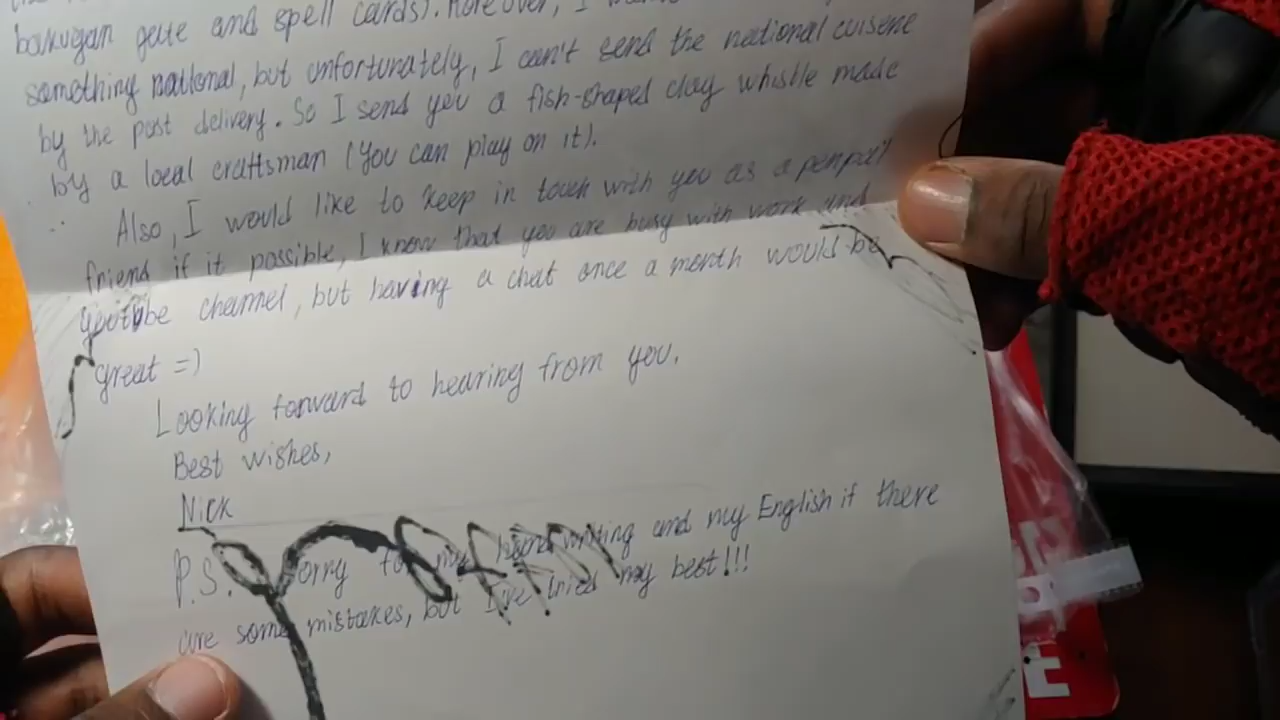 bakugan gate and spell cards). Moreover, I
something national, but unfortunately, I can't send the national cuisene
by the post delivery. So I send you a fish-shaped clay whistle made
by a local craftsman (you can play on it).
Also, I would like to keep in touch with you as a penpal
friend if it possible, I know that you are busy with work and
youtube channel, but having a chat once a month would be
great =)
Looking forward to hearing from you.
Best wishes,
Nick
P.S. Sorry for my handwriting and my English if there
are some mistakes, but I've tried my best!!!
E